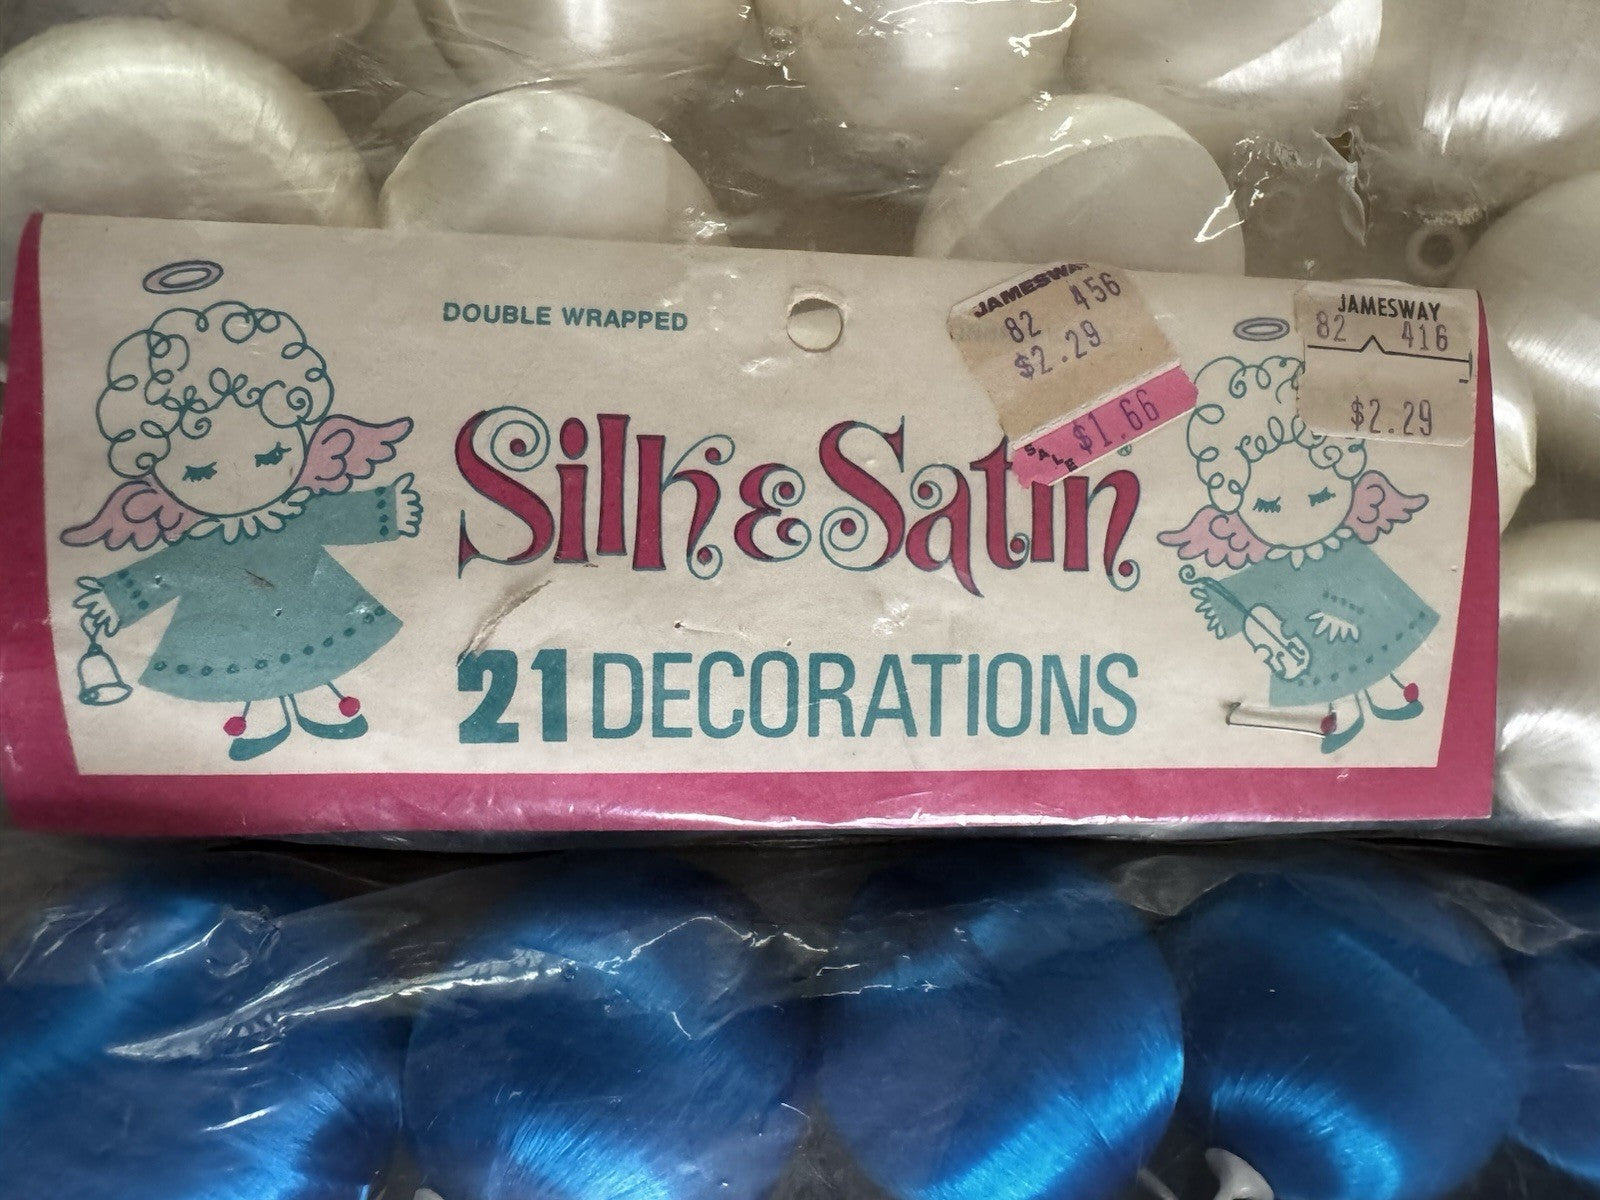 DOUBLE WRAPPED
JAMESWAY
82 456
$2.29
SALE $1.66
JAMESWAY
82 416
$2.29
Silk & Satin®
21 DECORATIONS